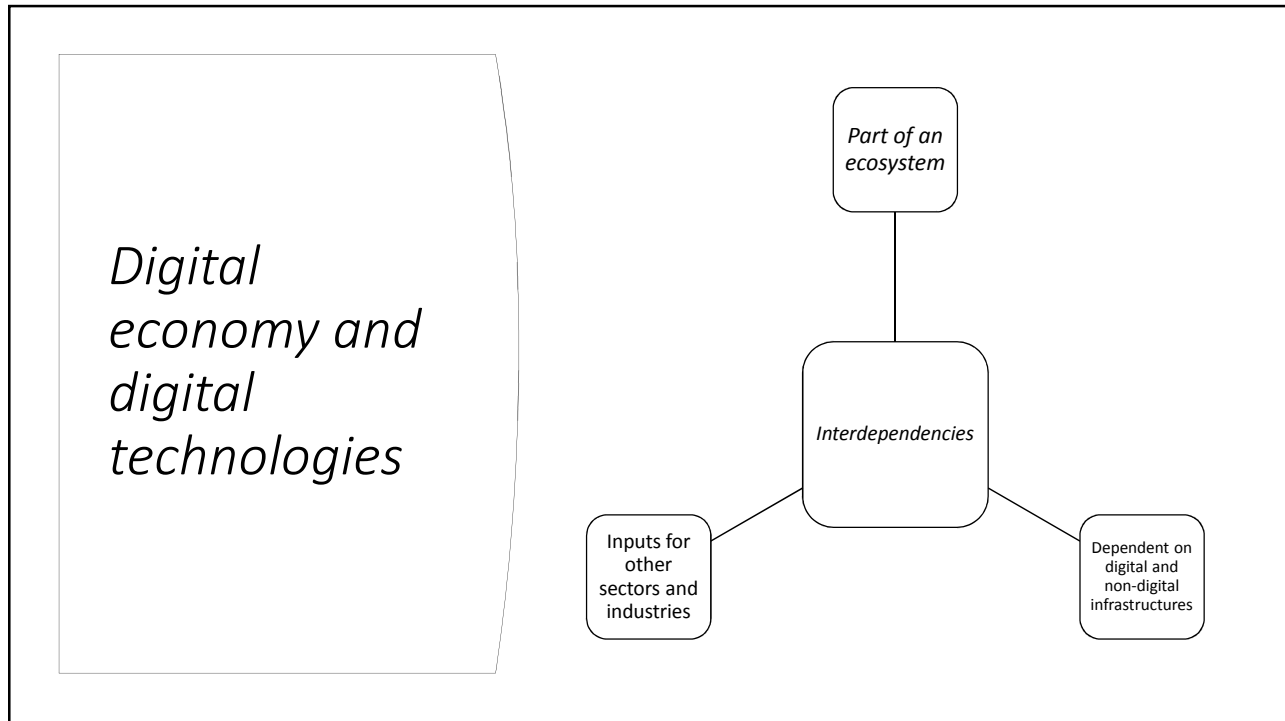 Digital
economy and
digital
technologies
Part of an
ecosystem
Interdependencies
Inputs for
other
sectors and
industries
Dependent on
digital and
non-digital
infrastructures